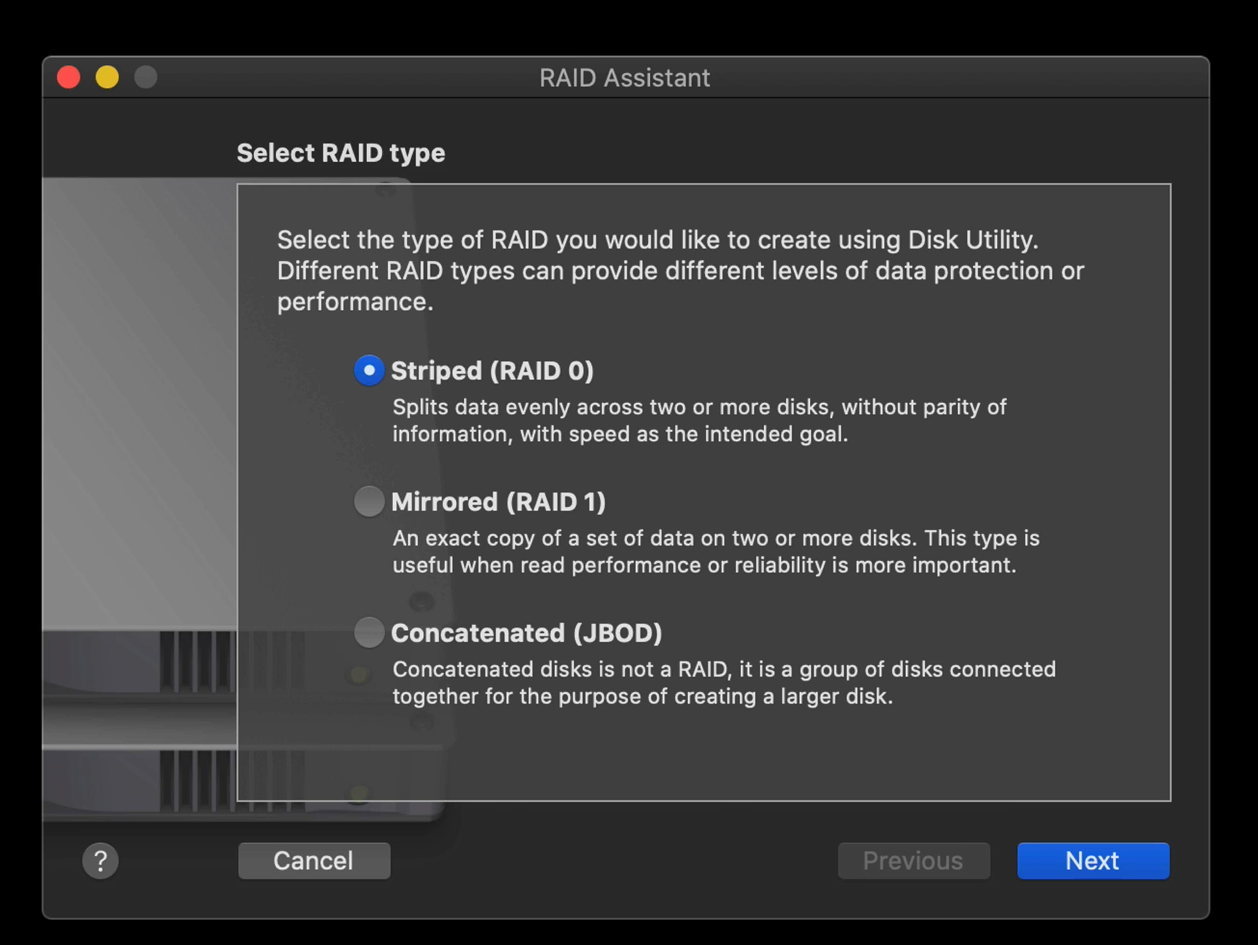 RAID Assistant
Select RAID type
Select the type of RAID you would like to create using Disk Utility.
Different RAID types can provide different levels of data protection or
performance.
Striped (RAID 0)
Splits data evenly across two or more disks, without parity of
information, with speed as the intended goal.
Mirrored (RAID 1)
An exact copy of a set of data on two or more disks. This type is
useful when read performance or reliability is more important.
Concatenated (JBOD)
Concatenated disks is not a RAID, it is a group of disks connected
together for the purpose of creating a larger disk.
? Cancel Previous Next